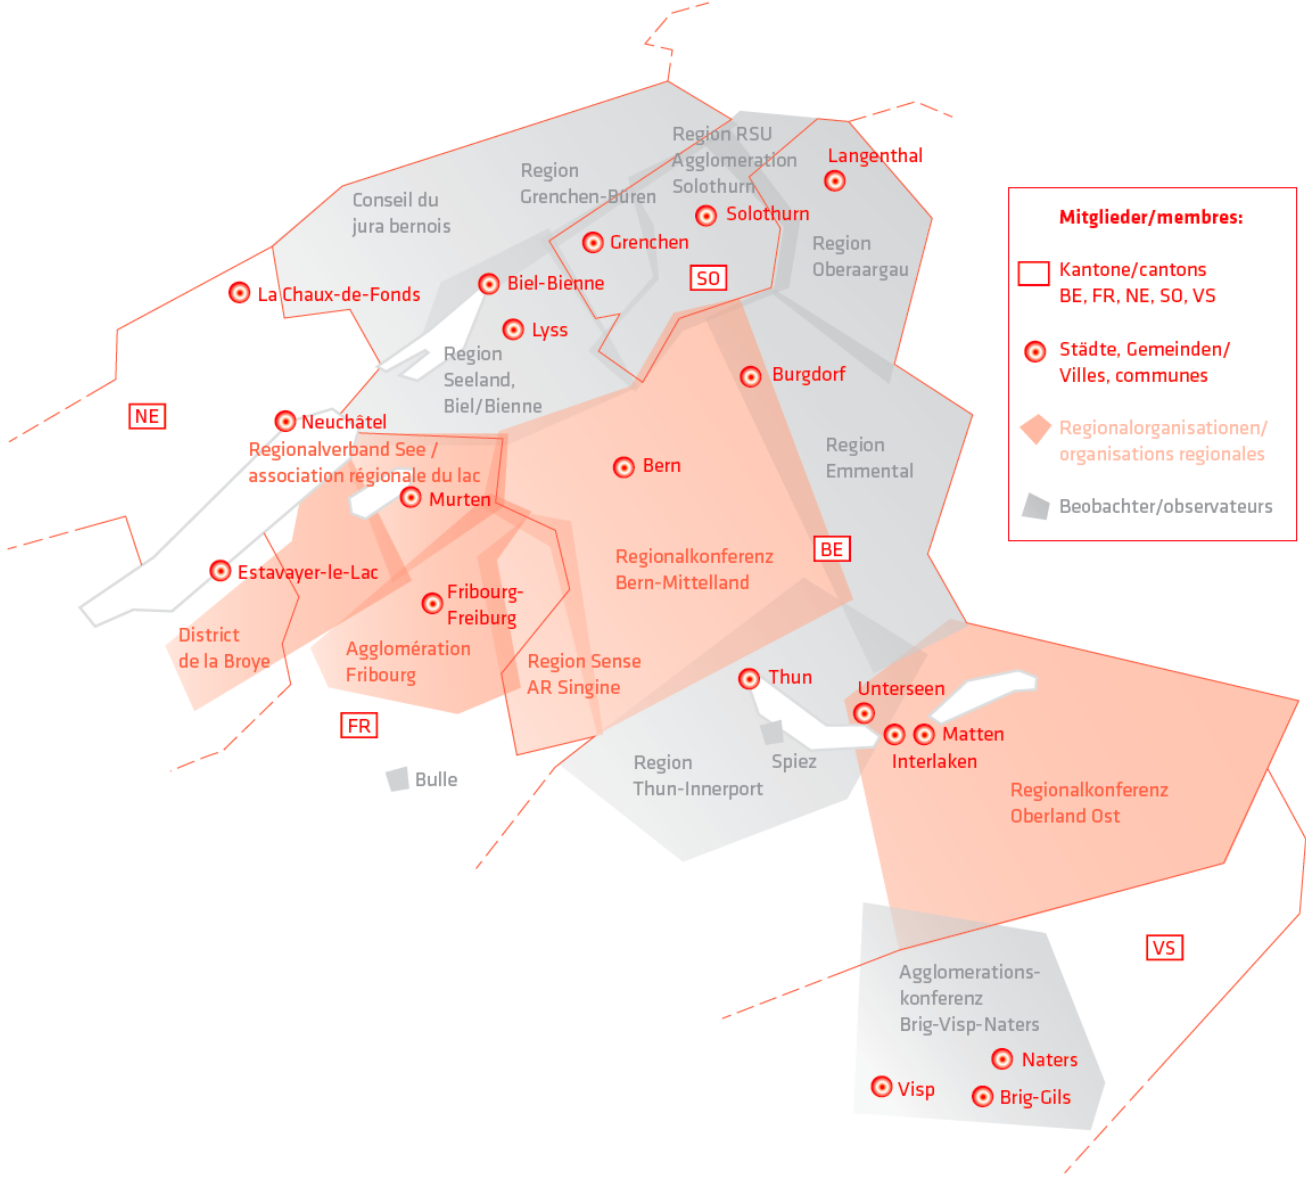 Region RSU
Agglomeration
Solothurn
Langenthal
Region
Grenchen-Büren
Conseil du
jura bernois
Solothurn
Grenchen
SO
Region
Oberaargau
Biel-Bienne
La Chaux-de-Fonds
Lyss
Region
Seeland,
Biel/Bienne
Burgdorf
NE
Neuchâtel
Regionalverband See /
association régionale du lac
Murten
Bern
Region
Emmental
Regionalkonferenz
Bern-Mittelland
BE
Estavayer-le-Lac
Fribourg-
Freiburg
District
de la Broye
Agglomération
Fribourg
Region Sense
AR Singine
Thun
Unterseen
FR
Matten
Interlaken
Bulle
Region
Thun-Innerport
Spiez
Regionalkonferenz
Oberland Ost
VS
Agglomerations-
konferenz
Brig-Visp-Naters
Naters
Visp
Brig-Gils
Mitglieder/membres:
Kantone/cantons
BE, FR, NE, SO, VS
Städte, Gemeinden/
Villes, communes
Regionalorganisationen/
organisations regionales
Beobachter/observateurs